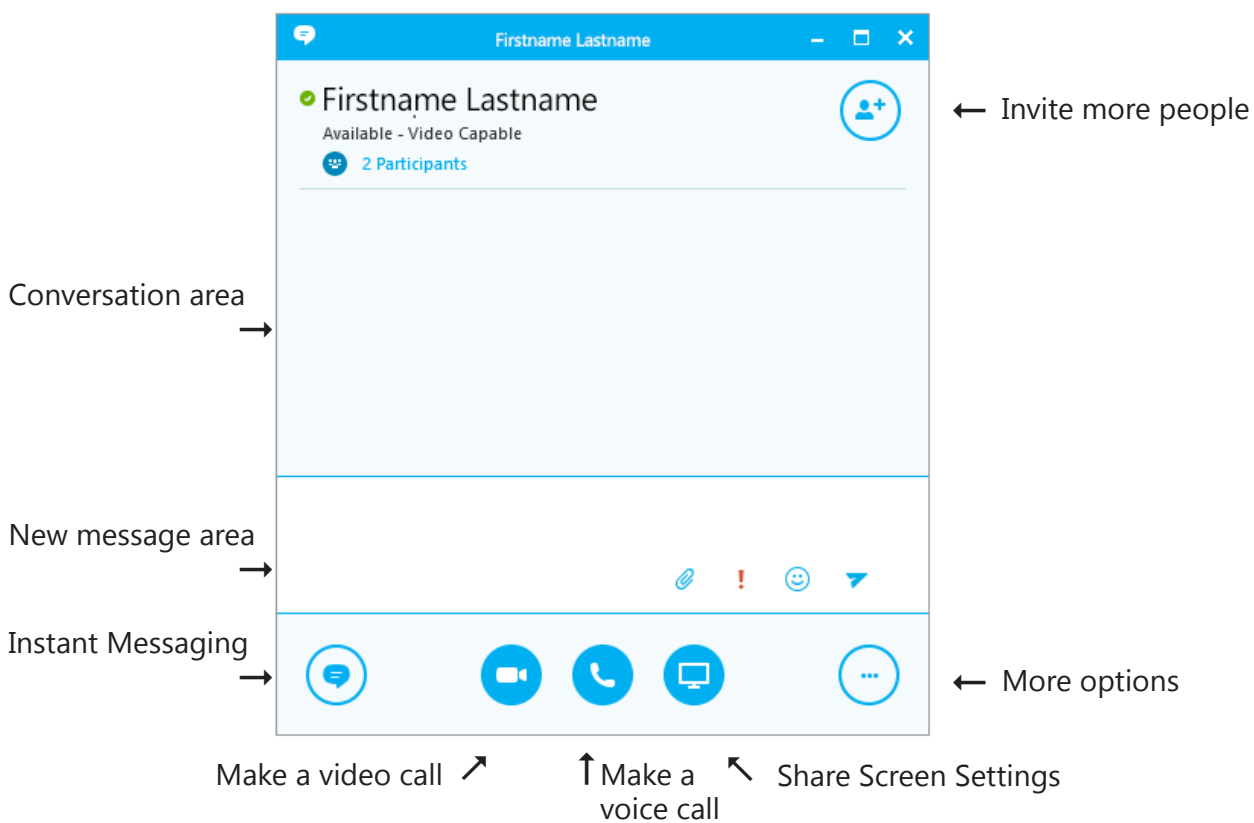 Firstname Lastname
Firstname Lastname
Invite more people
Available - Video Capable
2 Participants
Conversation area
New message area
Instant Messaging
More options
Make a video call
Make a
voice call
Share Screen Settings